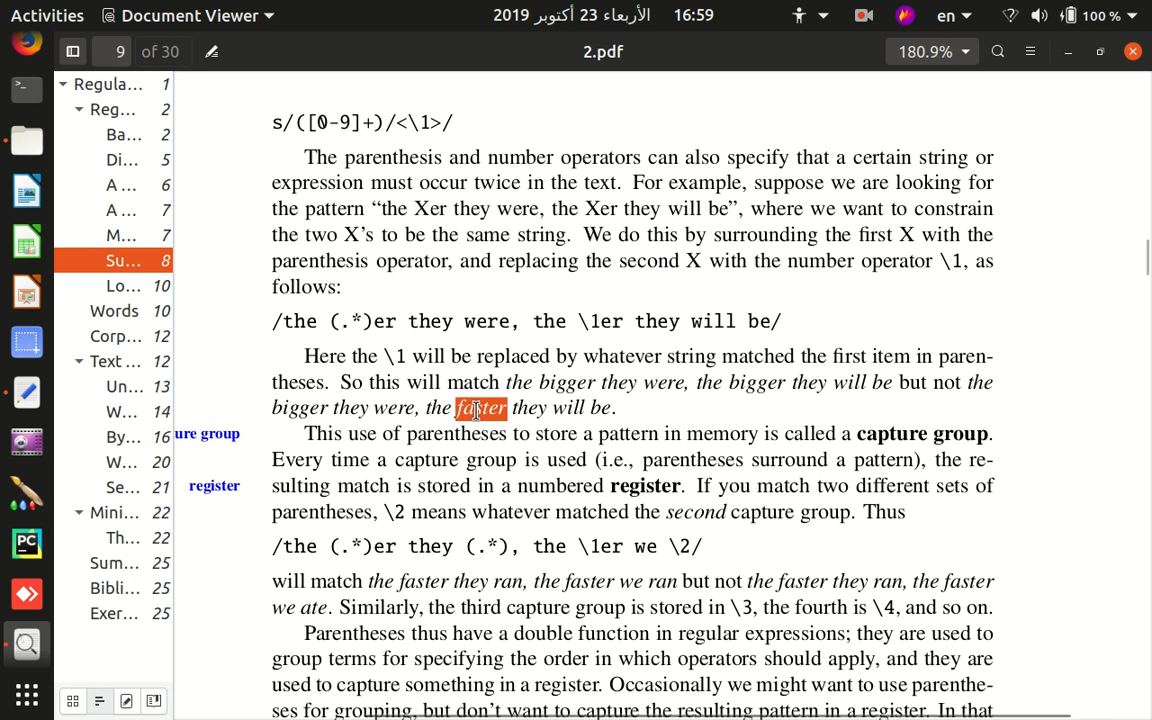 Activities Document Viewer 2019 الأربعاء 23 أكتوبر 16:59 en 100 %
9 of 30 2.pdf 180.9%
Regula... 1
Reg... 2
Ba... 2
Di... 5
A ... 6
A ... 7
M... 7
Su... 8
Lo... 10
Words 10
Corp... 12
Text ... 12
Un... 13
W... 14
By... 16
W... 20
Se... 21
Mini... 22
Th... 22
Sum... 25
Bibli... 25
Exer... 25
s/([0-9]+)/<\1>/
The parenthesis and number operators can also specify that a certain string or
expression must occur twice in the text. For example, suppose we are looking for
the pattern “the Xer they were, the Xer they will be”, where we want to constrain
the two X’s to be the same string. We do this by surrounding the first X with the
parenthesis operator, and replacing the second X with the number operator \1, as
follows:
/the (.*)er they were, the \1er they will be/
Here the \1 will be replaced by whatever string matched the first item in paren-
theses. So this will match the bigger they were, the bigger they will be but not the
bigger they were, the faster they will be.
ure group This use of parentheses to store a pattern in memory is called a capture group.
Every time a capture group is used (i.e., parentheses surround a pattern), the re-
register sulting match is stored in a numbered register. If you match two different sets of
parentheses, \2 means whatever matched the second capture group. Thus
/the (.*)er they (.*), the \1er we \2/
will match the faster they ran, the faster we ran but not the faster they ran, the faster
we ate. Similarly, the third capture group is stored in \3, the fourth is \4, and so on.
Parentheses thus have a double function in regular expressions; they are used to
group terms for specifying the order in which operators should apply, and they are
used to capture something in a register. Occasionally we might want to use parenthe-
ses for grouping, but don’t want to capture the resulting pattern in a register. In that